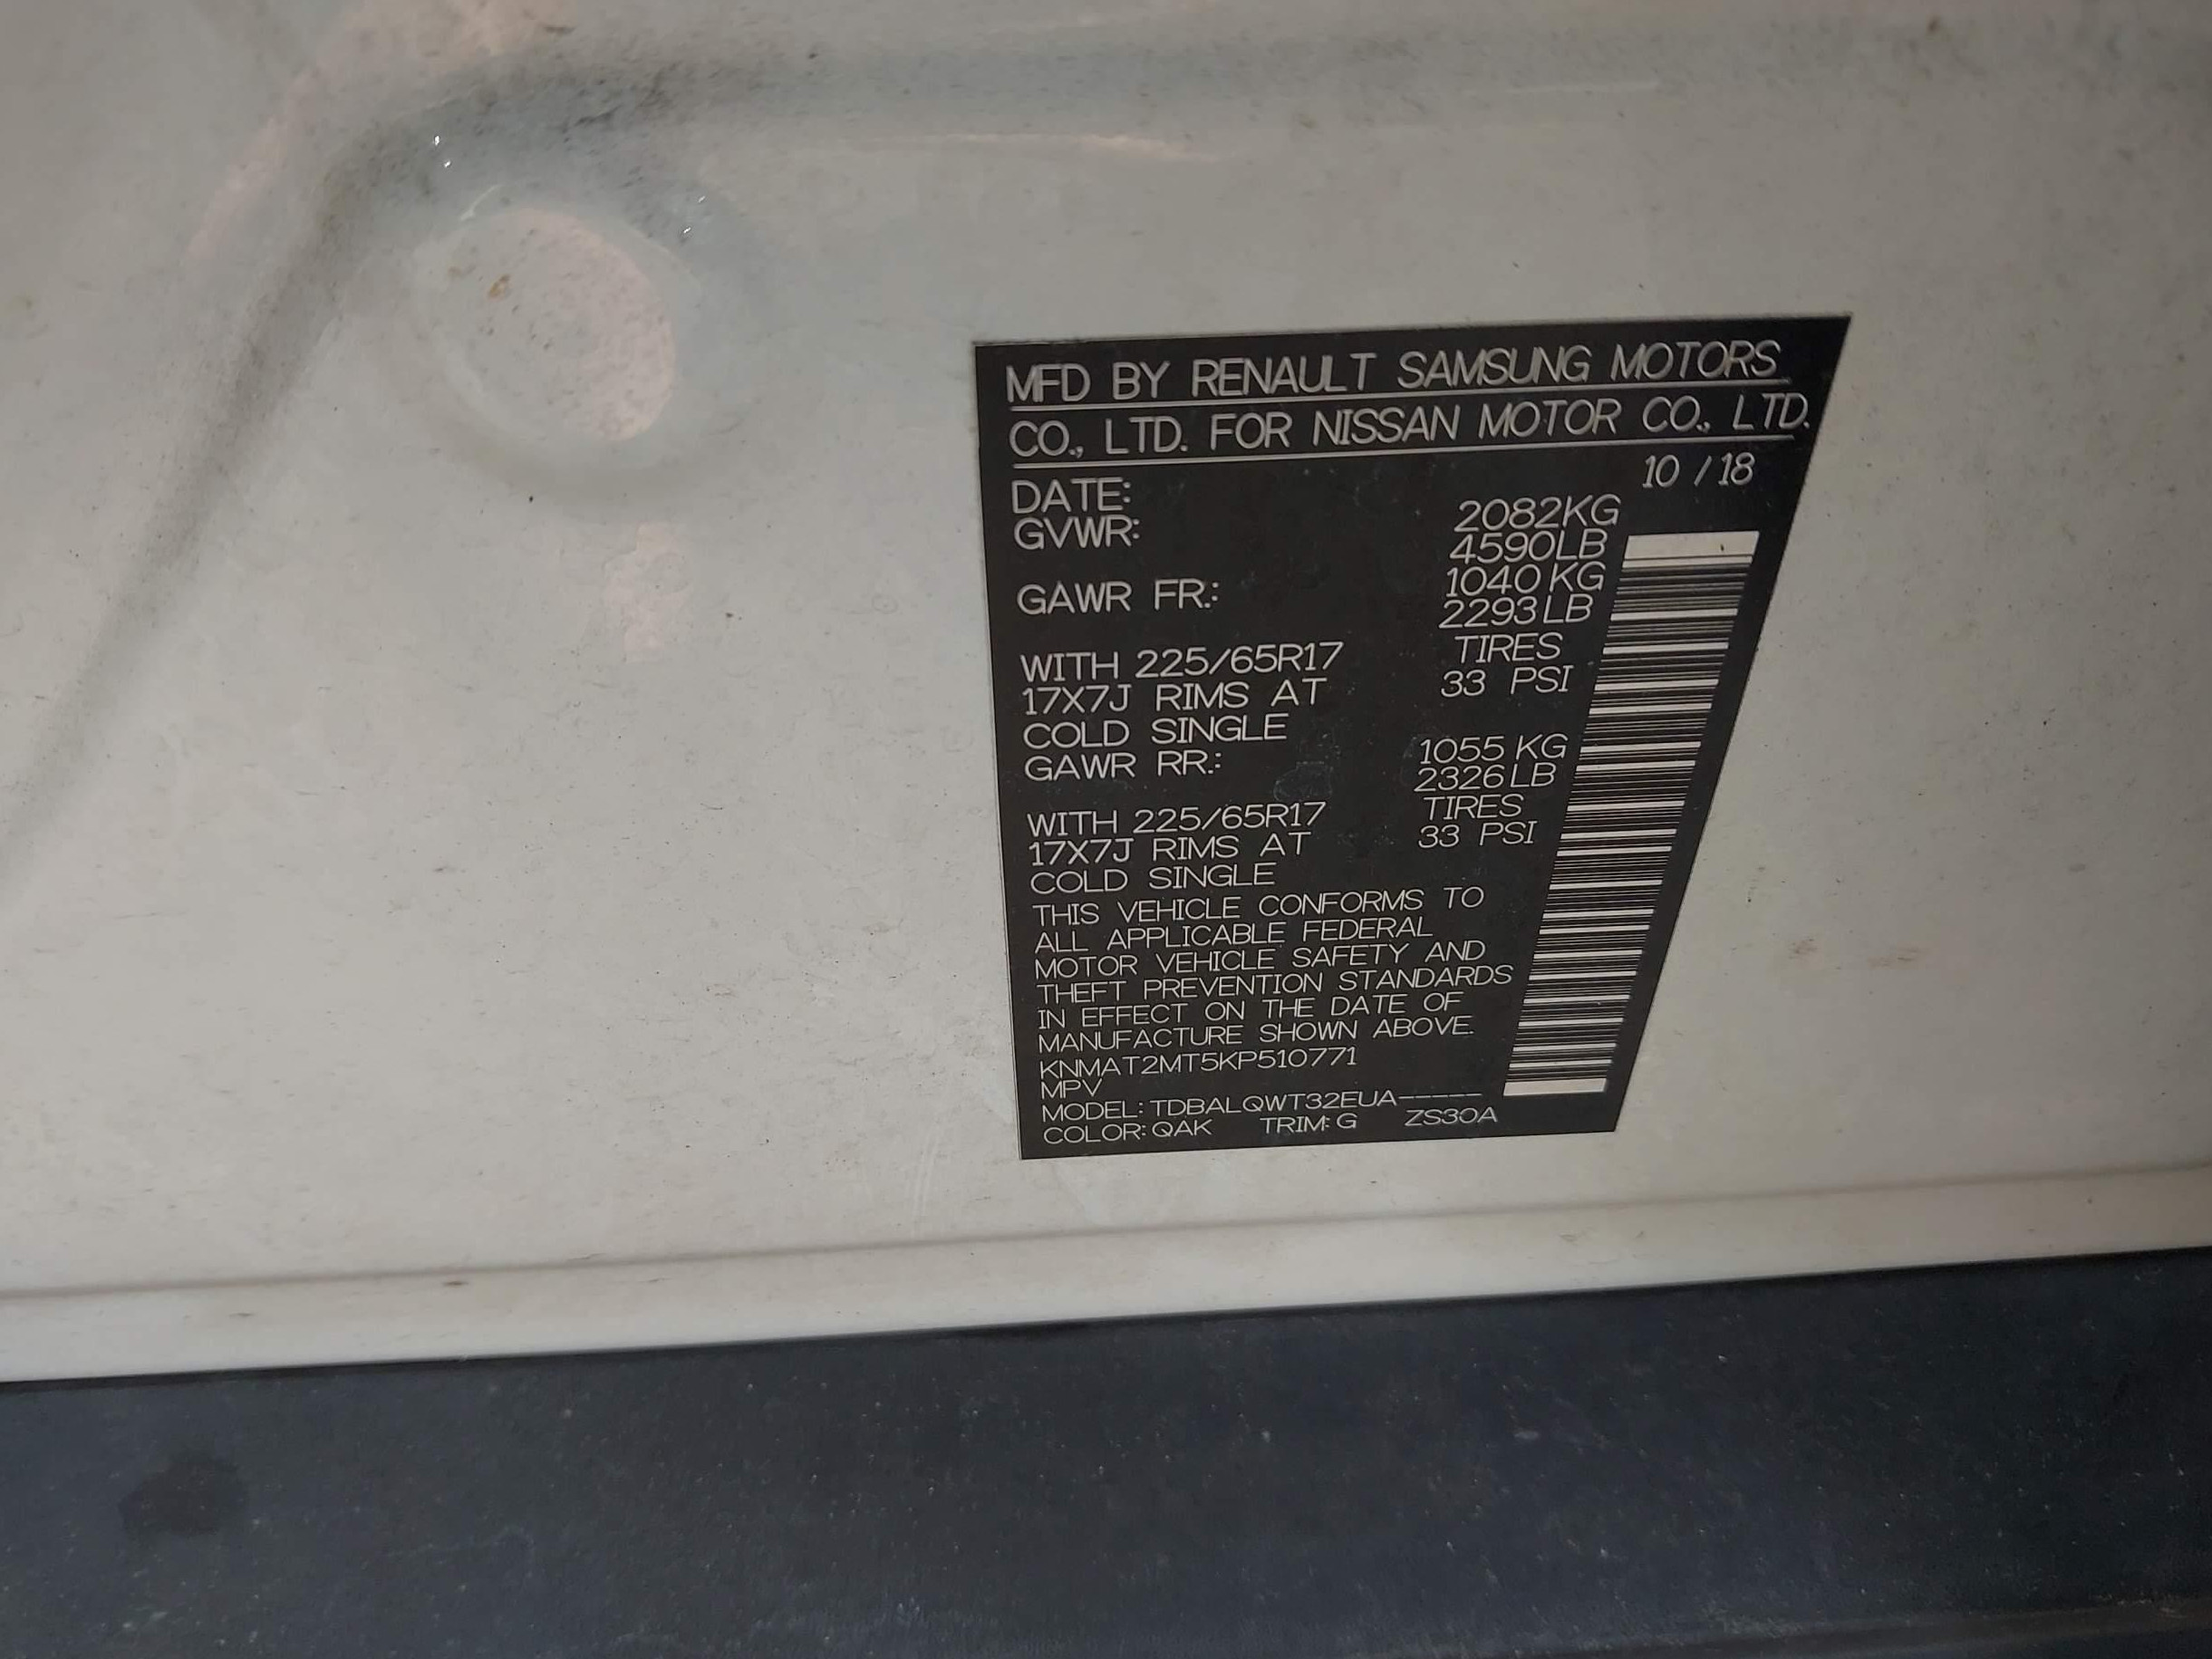 MFD BY RENAULT SAMSUNG MOTORS
CO., LTD. FOR NISSAN MOTOR CO., LTD.
DATE: 10 / 18
GVWR: 2082KG
4590LB
GAWR FR.: 1040KG
2293LB
WITH 225/65R17 TIRES
17X7J RIMS AT 33 PSI
COLD SINGLE
GAWR RR.: 1055 KG
2326LB
WITH 225/65R17 TIRES
17X7J RIMS AT 33 PSI
COLD SINGLE
THIS VEHICLE CONFORMS TO
ALL APPLICABLE FEDERAL
MOTOR VEHICLE SAFETY AND
THEFT PREVENTION STANDARDS
IN EFFECT ON THE DATE OF
MANUFACTURE SHOWN ABOVE.
KNMAT2MT5KP510771
MPV
MODEL: TDBALQWT32EUA-----
COLOR: QAK TRIM: G ZS30A